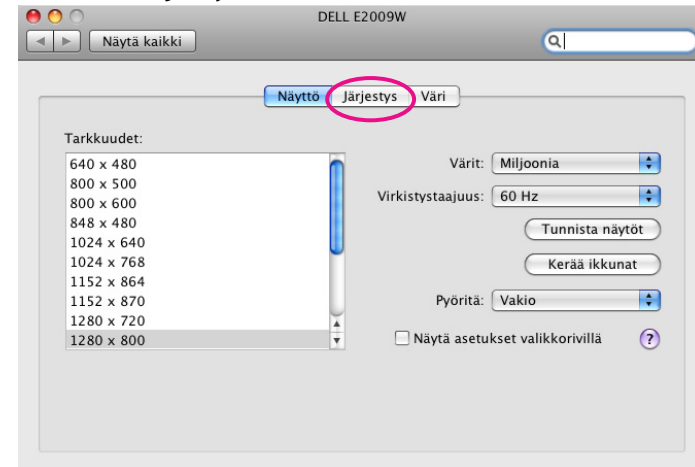 DELL E2009W
Näytä kaikki
Näyttö Järjestys Väri
Tarkkuudet:
640 x 480
800 x 500
800 x 600
848 x 480
1024 x 640
1024 x 768
1152 x 864
1152 x 870
1280 x 720
1280 x 800
Värit: Miljoonia
Virkistystaajuus: 60 Hz
Tunnista näytöt
Kerää ikkunat
Pyöritä: Vakio
Näytä asetukset valikkorivillä ?